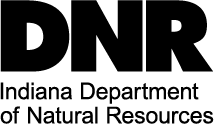 DNR
Indiana Department
of Natural Resources